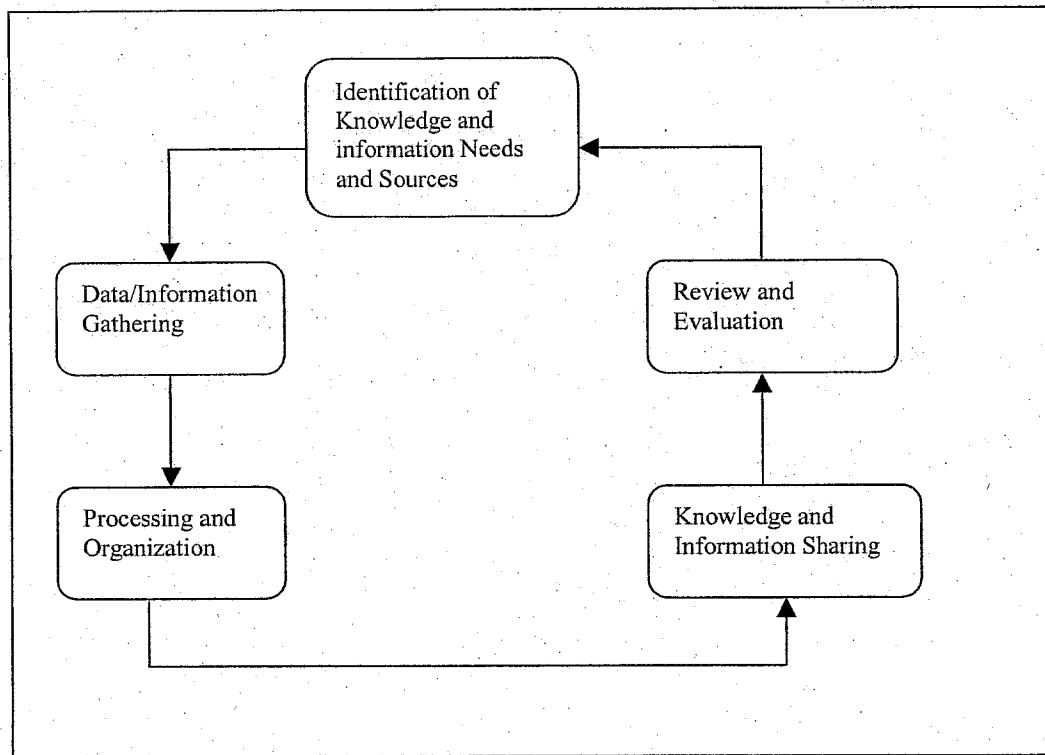 Identification of
Knowledge and
information Needs
and Sources
Data/Information
Gathering
Review and
Evaluation
Processing and
Organization
Knowledge and
Information Sharing